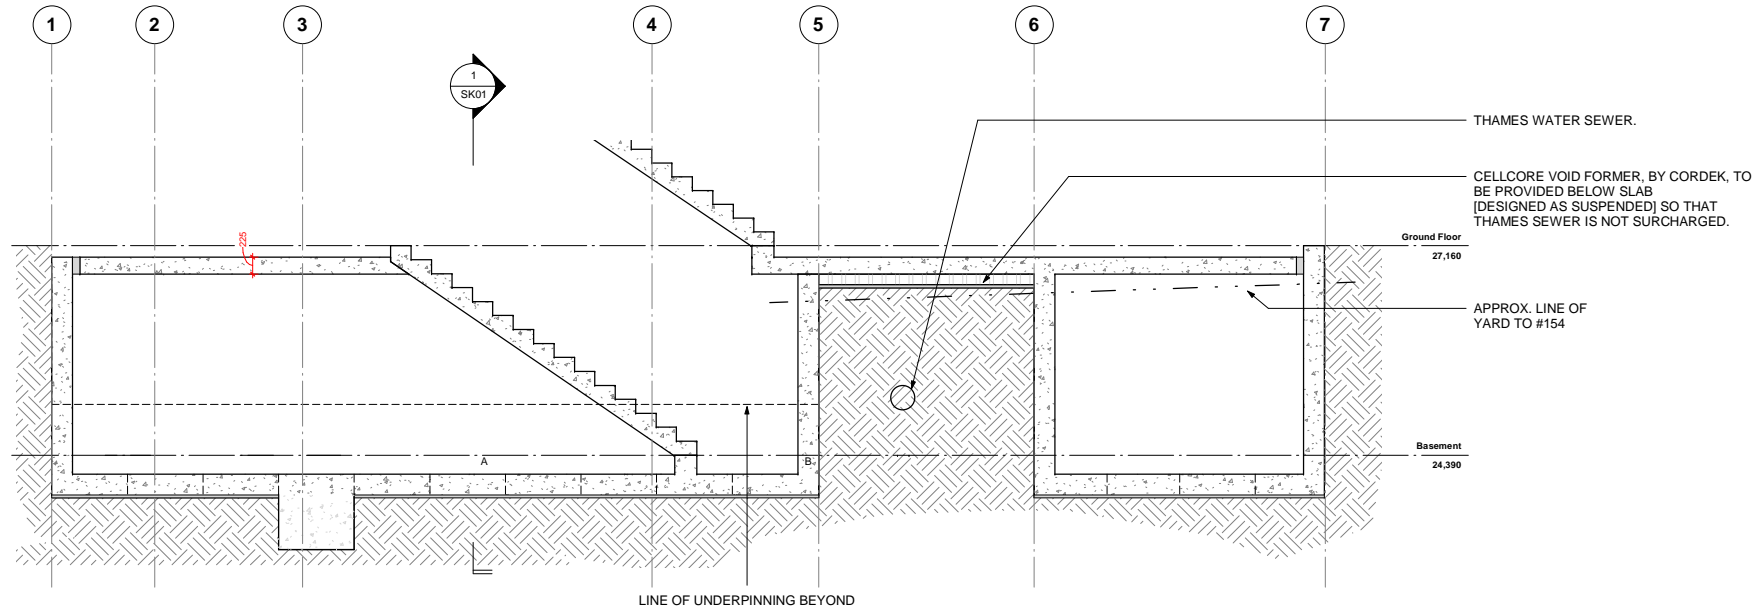 1
2
3
4
5
6
7
1
SK01
THAMES WATER SEWER.
CELLCORE VOID FORMER, BY CORDEK, TO
BE PROVIDED BELOW SLAB
[DESIGNED AS SUSPENDED] SO THAT
THAMES SEWER IS NOT SURCHARGED.
225
Ground Floor
27,160
APPROX. LINE OF
YARD TO #154
Basement
24,390
A
B
LINE OF UNDERPINNING BEYOND